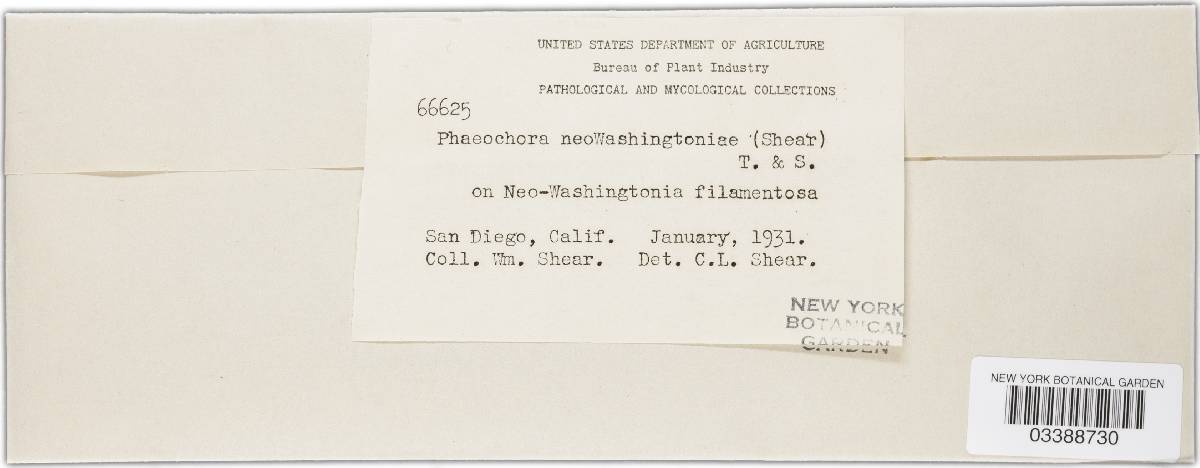 UNITED STATES DEPARTMENT OF AGRICULTURE
Bureau of Plant Industry
PATHOLOGICAL AND MYCOLOGICAL COLLECTIONS
66625
Phaeochora neoWashingtoniae (Shear)
T. & S.
on Neo-Washingtonia filamentosa
San Diego, Calif. January, 1931.
Coll. Wm. Shear. Det. C.L. Shear.
NEW YORK
BOTANICAL
GARDEN
NEW YORK BOTANICAL GARDEN
03388730